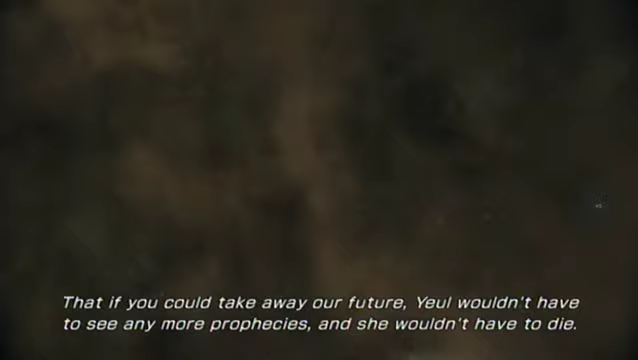 That if you could take away our future, Yeul wouldn't have
to see any more prophecies, and she wouldn't have to die.